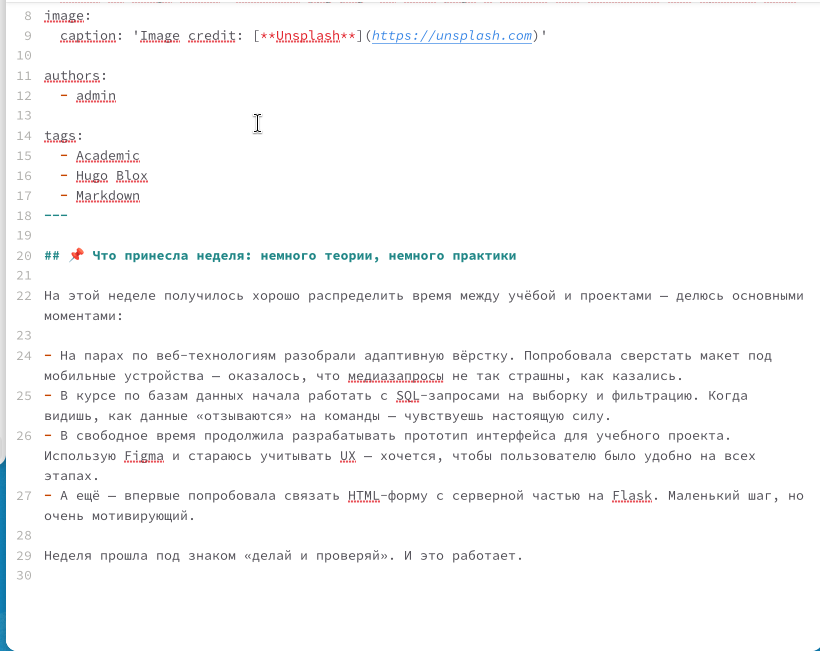 8 image:
9   caption: 'Image credit: [**Unsplash**](https://unsplash.com)'
10
11 authors:
12   - admin
13
14 tags:
15   - Academic
16   - Hugo Blox
17   - Markdown
18 ---
19
20 ## 📌 Что принесла неделя: немного теории, немного практики
21
22 На этой неделе получилось хорошо распределить время между учёбой и проектами — делюсь основными
моментами:
23
24 - На парах по веб-технологиям разобрали адаптивную вёрстку. Попробовала сверстать макет под
мобильные устройства — оказалось, что медиазапросы не так страшны, как казались.
25 - В курсе по базам данных начала работать с SQL-запросами на выборку и фильтрацию. Когда
видишь, как данные «отзываются» на команды — чувствуешь настоящую силу.
26 - В свободное время продолжила разрабатывать прототип интерфейса для учебного проекта.
Использую Figma и стараюсь учитывать UX — хочется, чтобы пользователю было удобно на всех
этапах.
27 - А ещё — впервые попробовала связать HTML-форму с серверной частью на Flask. Маленький шаг, но
очень мотивирующий.
28
29 Неделя прошла под знаком «делай и проверяй». И это работает.
30